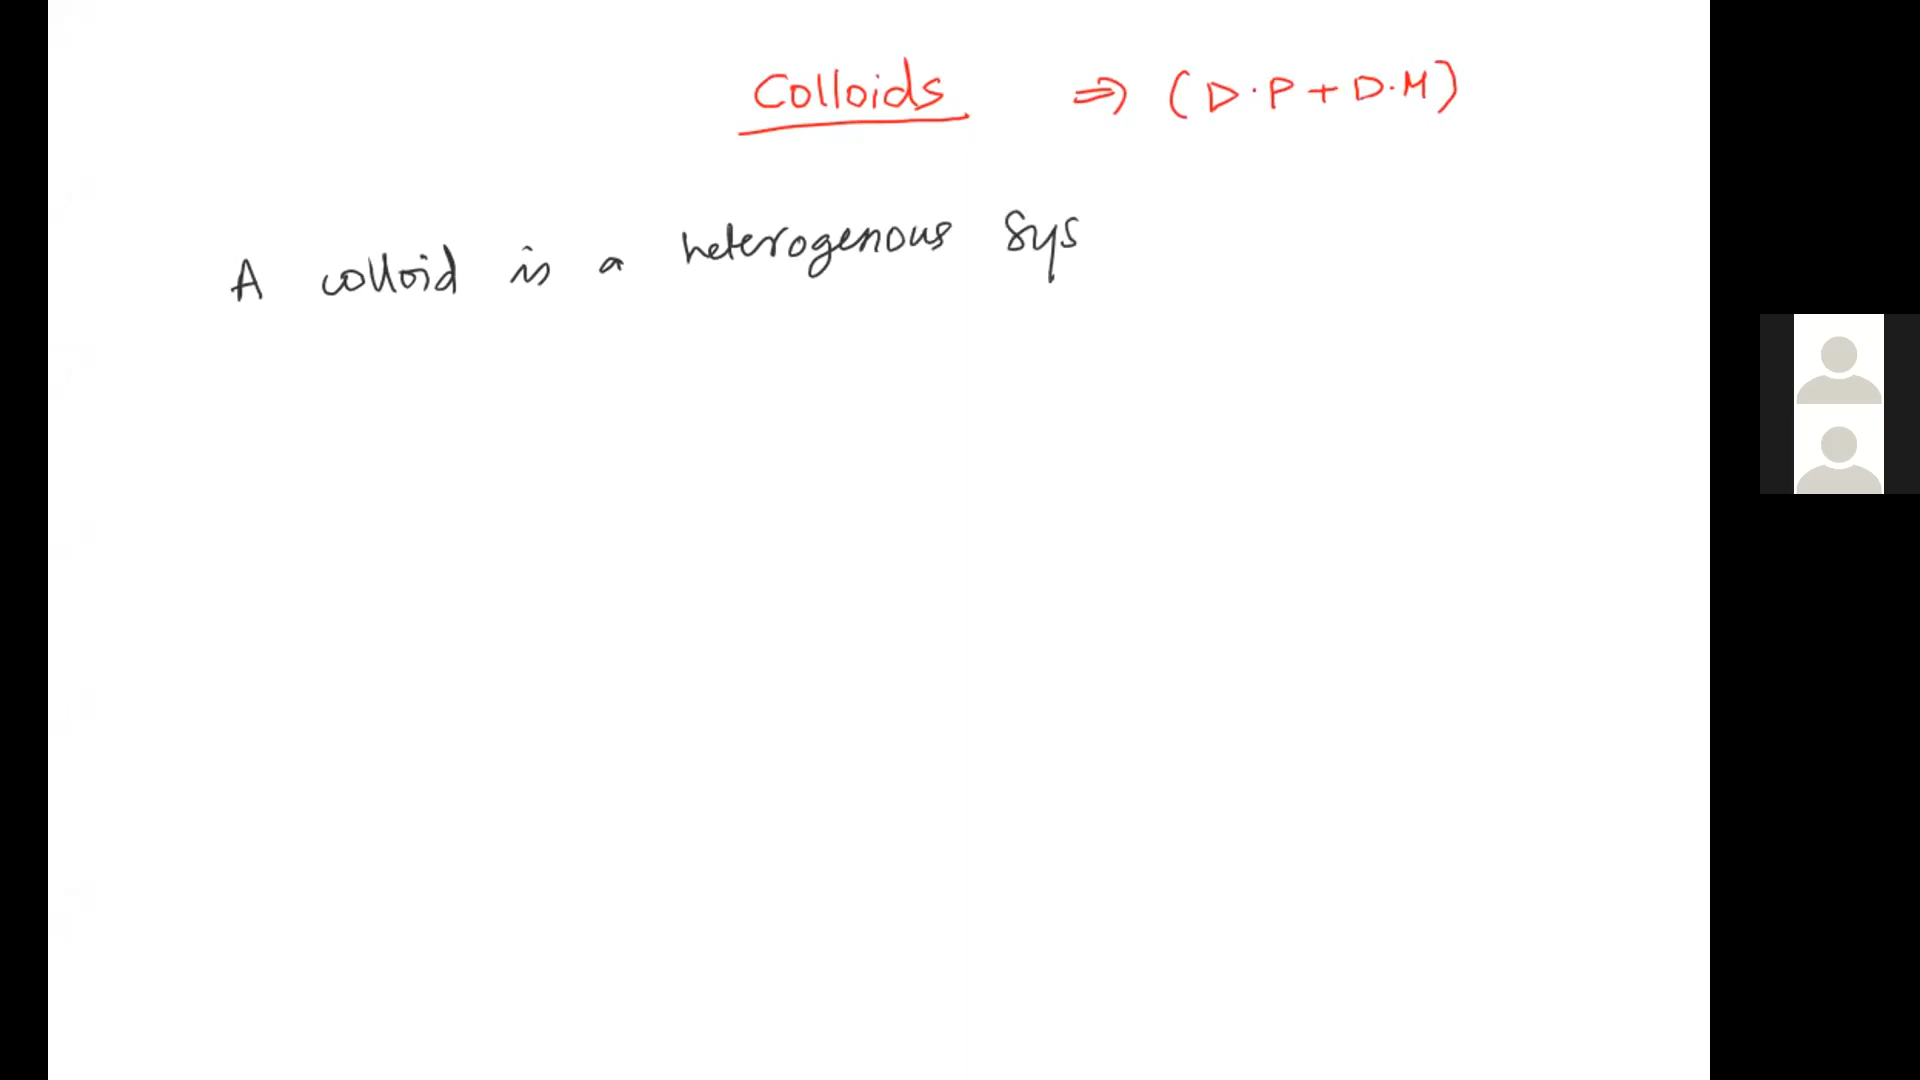 Colloids ⇒ (D.P + D.M)
A colloid is a heterogenous Sys